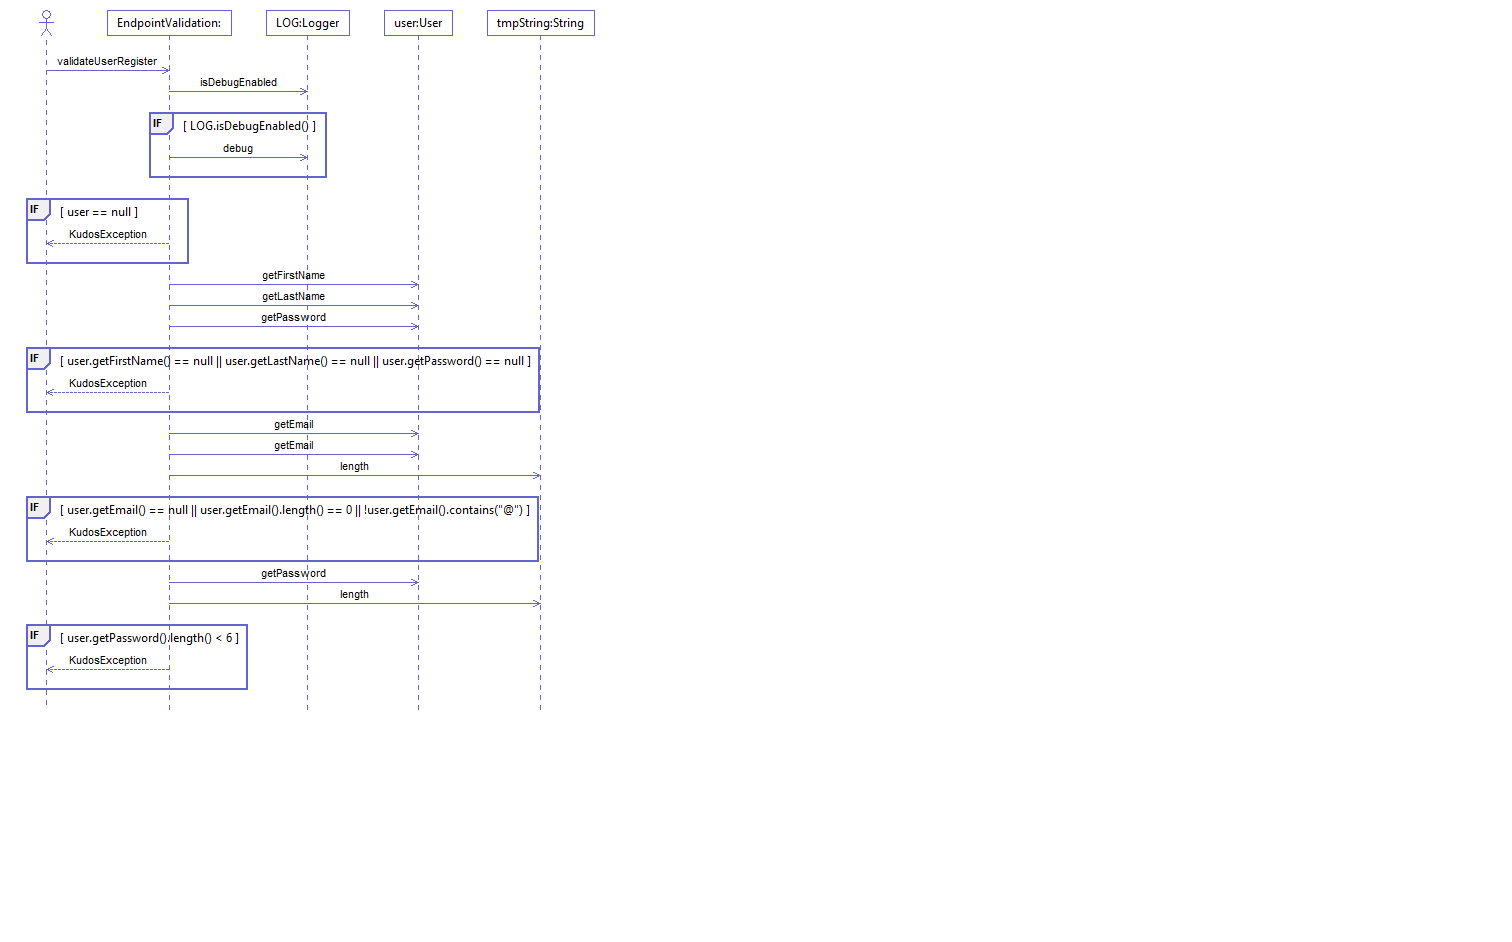 EndpointValidation:
LOG:Logger
user:User
tmpString:String
validateUserRegister
isDebugEnabled
IF
[ LOG.isDebugEnabled() ]
debug
IF
[ user == null ]
KudosException
getFirstName
getLastName
getPassword
IF
[ user.getFirstName() == null || user.getLastName() == null || user.getPassword() == null ]
KudosException
getEmail
getEmail
length
IF
[ user.getEmail() == null || user.getEmail().length() == 0 || !user.getEmail().contains("@") ]
KudosException
getPassword
length
IF
[ user.getPassword().length() < 6 ]
KudosException